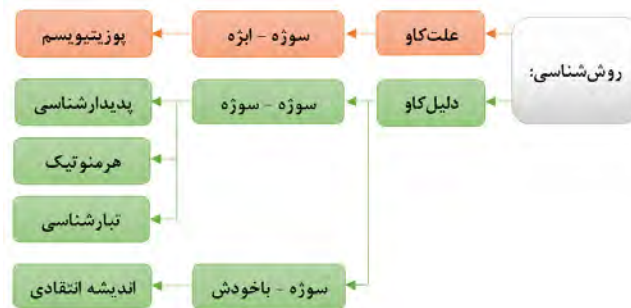 روش‌شناسی:
علت‌کاو
سوژه - ابژه
پوزیتیویسم
دلیل‌کاو
سوژه - سوژه
پدیدارشناسی
هرمنوتیک
تبارشناسی
سوژه - باخودش
اندیشه انتقادی